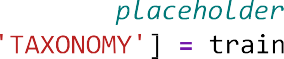 placeholder
'TAXONOMY'] = train